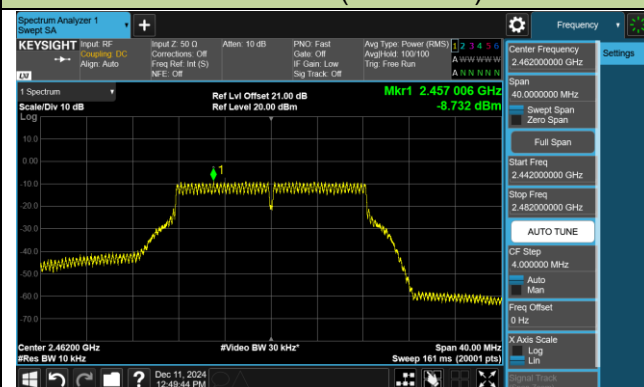 Spectrum Analyzer 1
Swept SA
+
Frequency
KEYSIGHT
Input: RF
Coupling: DC
Align: Auto
Input Z: 50 Ω
Corrections: Off
Freq Ref: Int (S)
NFE: Off
Atten: 10 dB
PNO: Fast
Gate: Off
IF Gain: Low
Sig Track: Off
Avg Type: Power (RMS)
Avg|Hold: 100/100
Trig: Free Run
1 2 3 4 5 6
A W W W W W
A N N N N N
LXI
1 Spectrum
Scale/Div 10 dB
Log
Ref Lvl Offset 21.00 dB
Ref Level 20.00 dBm
Mkr1 2.457 006 GHz
-8.732 dBm
10.0
0.00
-10.0
-20.0
-30.0
-40.0
-50.0
-60.0
-70.0
1
Center 2.46200 GHz
#Res BW 10 kHz
#Video BW 30 kHz*
Span 40.00 MHz
Sweep 161 ms (20001 pts)
Dec 11, 2024
12:49:44 PM
Center Frequency
2.462000000 GHz
Settings
Span
40.0000000 MHz
Swept Span
Zero Span
Full Span
Start Freq
2.442000000 GHz
Stop Freq
2.482000000 GHz
AUTO TUNE
CF Step
4.000000 MHz
Auto
Man
Freq Offset
0 Hz
X Axis Scale
Log
Lin
Signal Track